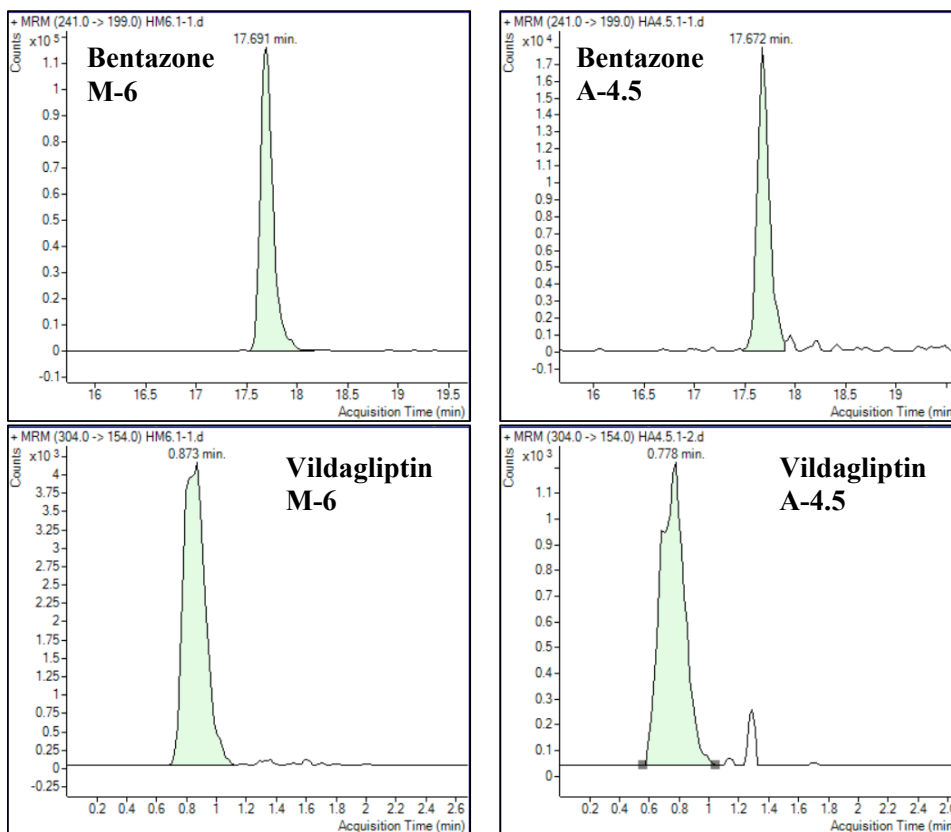 + MRM (241.0 -> 199.0) HM6.1-1.d
x10⁵
Counts
17.691 min.
Bentazone
M-6
1.1
1
0.9
0.8
0.7
0.6
0.5
0.4
0.3
0.2
0.1
0
-0.1
16 16.5 17 17.5 18 18.5 19 19.5
Acquisition Time (min)
+ MRM (241.0 -> 199.0) HA4.5.1-1.d
x10⁴
Counts
17.672 min.
Bentazone
A-4.5
1.7
1.6
1.5
1.4
1.3
1.2
1.1
1
0.9
0.8
0.7
0.6
0.5
0.4
0.3
0.2
0.1
0
-0.1
16 16.5 17 17.5 18 18.5 19
Acquisition Time (min)
+ MRM (304.0 -> 154.0) HM6.1-1.d
x10³
Counts
0.873 min.
Vildagliptin
M-6
4
3.75
3.5
3.25
3
2.75
2.5
2.25
2
1.75
1.5
1.25
1
0.75
0.5
0.25
0
-0.25
0.2 0.4 0.6 0.8 1 1.2 1.4 1.6 1.8 2 2.2 2.4 2.6
Acquisition Time (min)
+ MRM (304.0 -> 154.0) HA4.5.1-2.d
x10³
Counts
0.778 min.
Vildagliptin
A-4.5
1.1
1
0.9
0.8
0.7
0.6
0.5
0.4
0.3
0.2
0.1
0
0.2 0.4 0.6 0.8 1 1.2 1.4 1.6 1.8 2 2.2 2.4
Acquisition Time (min)